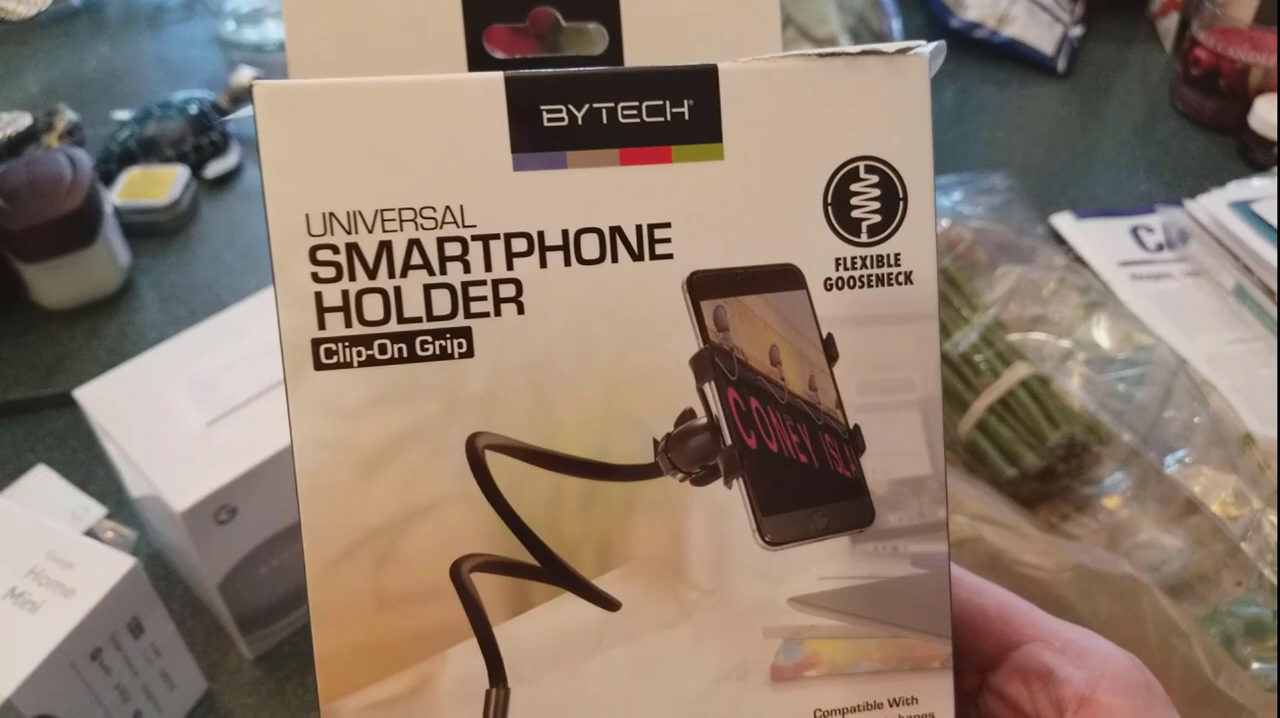 BYTECH®
UNIVERSAL
SMARTPHONE
HOLDER
Clip-On Grip
FLEXIBLE
GOOSENECK
CONEY ISLA
Compatible With
Home
Mini
G